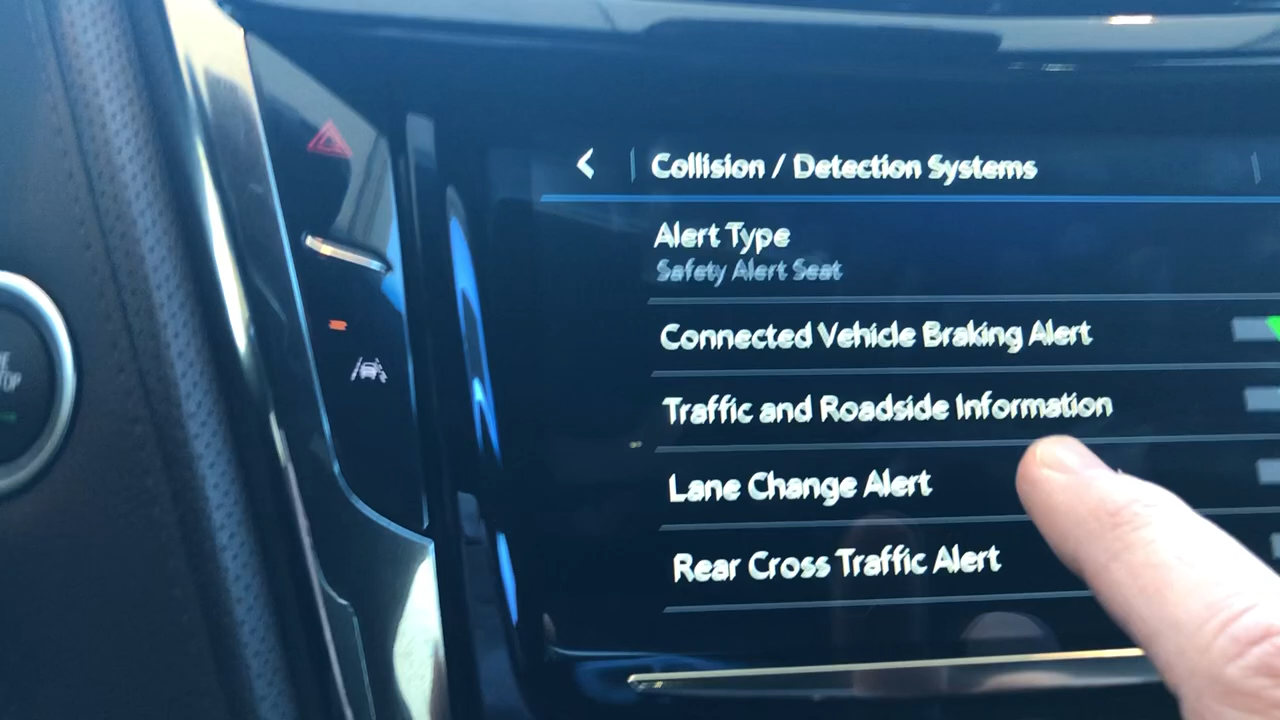 Collision / Detection Systems
Alert Type
Safety Alert Seat
Connected Vehicle Braking Alert
Traffic and Roadside Information
Lane Change Alert
Rear Cross Traffic Alert